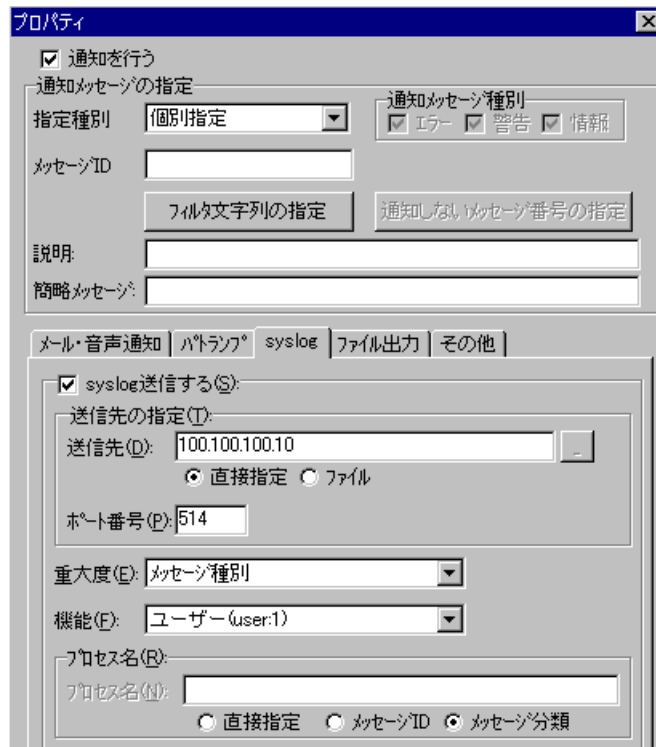 プロパティ
通知を行う
通知メッセージの指定
指定種別 個別指定
通知メッセージ種別
エラー 警告 情報
メッセージID
フィルタ文字列の指定 通知しないメッセージ番号の指定
説明:
簡略メッセージ:
メール・音声通知 パトランプ syslog ファイル出力 その他
syslog送信する(S):
送信先の指定(T):
送信先(D): 100.100.100.10
直接指定 ファイル
ポート番号(P): 514
重大度(E): メッセージ種別
機能(F): ユーザー(user:1)
プロセス名(R):
プロセス名(N):
直接指定 メッセージID メッセージ分類